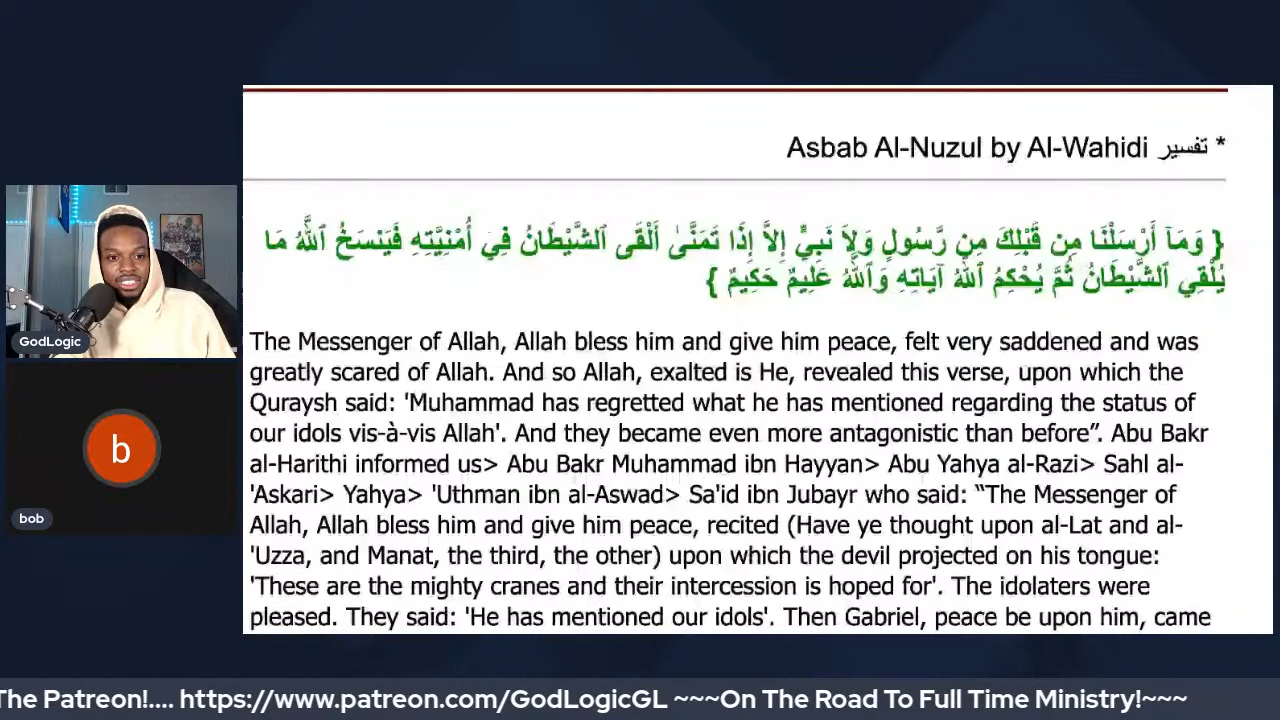 * تفسير Asbab Al-Nuzul by Al-Wahidi
{ وَمَآ أَرْسَلْنَا مِن قَبْلِكَ مِن رَّسُولٍ وَلاَ نَبِيٍّ إِلاَّ إِذَا تَمَنَّىٰ أَلْقَى ٱلشَّيْطَانُ فِيۤ أُمْنِيَّتِهِ فَيَنسَخُ ٱللَّهُ مَا
يُلْقِي ٱلشَّيْطَانُ ثُمَّ يُحْكِمُ ٱللَّهُ آيَاتِهِ وَٱللَّهُ عَلِيمٌ حَكِيمٌ }
The Messenger of Allah, Allah bless him and give him peace, felt very saddened and was
greatly scared of Allah. And so Allah, exalted is He, revealed this verse, upon which the
Quraysh said: 'Muhammad has regretted what he has mentioned regarding the status of
our idols vis-à-vis Allah'. And they became even more antagonistic than before”. Abu Bakr
al-Harithi informed us> Abu Bakr Muhammad ibn Hayyan> Abu Yahya al-Razi> Sahl al-
'Askari> Yahya> 'Uthman ibn al-Aswad> Sa'id ibn Jubayr who said: “The Messenger of
Allah, Allah bless him and give him peace, recited (Have ye thought upon al-Lat and al-
'Uzza, and Manat, the third, the other) upon which the devil projected on his tongue:
'These are the mighty cranes and their intercession is hoped for'. The idolaters were
pleased. They said: 'He has mentioned our idols'. Then Gabriel, peace be upon him, came
GodLogic
b
bob
The Patreon!.... https://www.patreon.com/GodLogicGL ~~~On The Road To Full Time Ministry!~~~